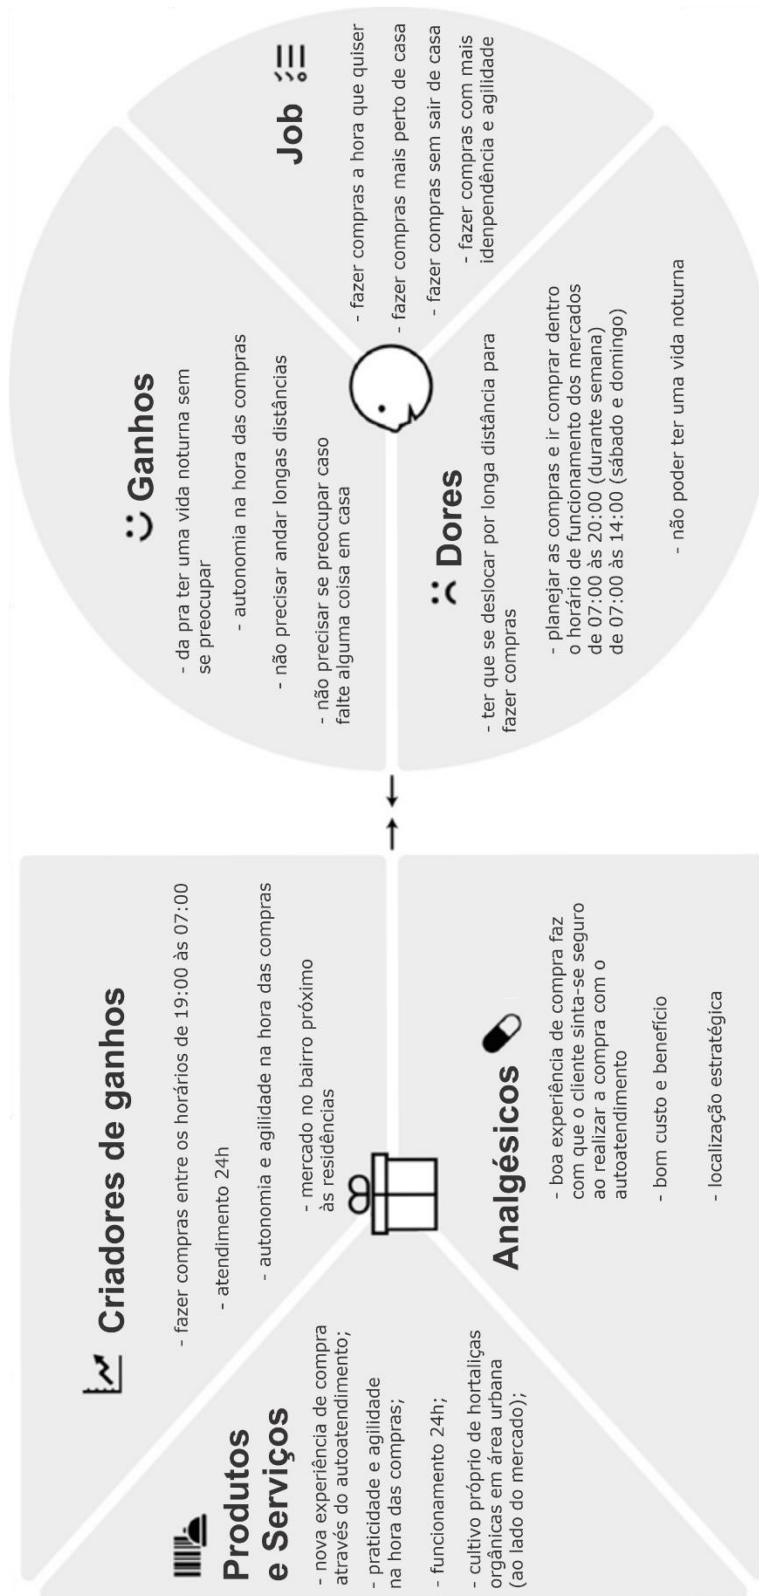 Produtos
e Serviços
- nova experiência de compra
através do autoatendimento;
- praticidade e agilidade
na hora das compras;
- funcionamento 24h;
- cultivo próprio de hortaliças
orgânicas em área urbana
(ao lado do mercado);
Criadores de ganhos
- fazer compras entre os horários de 19:00 às 07:00
- atendimento 24h
- autonomia e agilidade na hora das compras
- mercado no bairro próximo
às residências
Analgésicos
- boa experiência de compra faz
com que o cliente sinta-se seguro
ao realizar a compra com o
autoatendimento
- bom custo e benefício
- localização estratégica
Ganhos
- da pra ter uma vida noturna sem
se preocupar
- autonomia na hora das compras
- não precisar andar longas distâncias
- não precisar se preocupar caso
falte alguma coisa em casa
Dores
- ter que se deslocar por longa distância para
fazer compras
- planejar as compras e ir comprar dentro
o horário de funcionamento dos mercados
de 07:00 às 20:00 (durante semana)
de 07:00 às 14:00 (sábado e domingo)
- não poder ter uma vida noturna
Job
- fazer compras a hora que quiser
- fazer compras mais perto de casa
- fazer compras sem sair de casa
- fazer compras com mais
idenpendência e agilidade